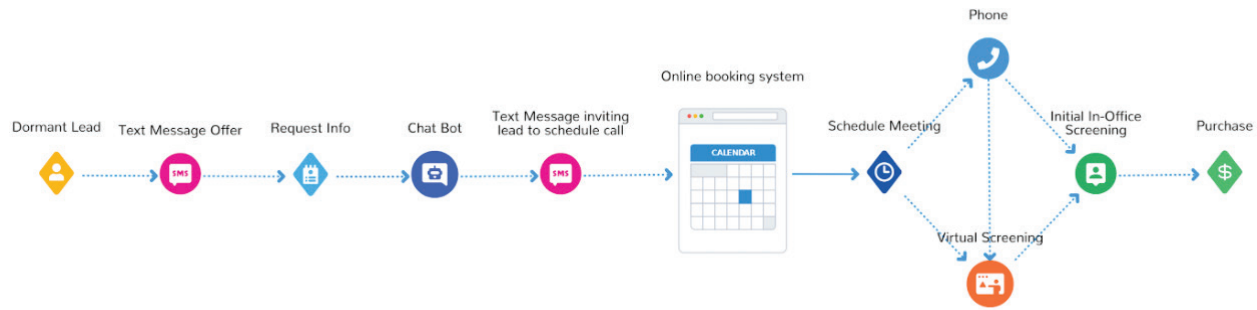 Phone
Online booking system
Text Message inviting
lead to schedule call
Dormant Lead
Text Message Offer
Request Info
Chat Bot
Schedule Meeting
Initial In-Office
Screening
Purchase
CALENDAR
SMS
SMS
$
Virtual Screening